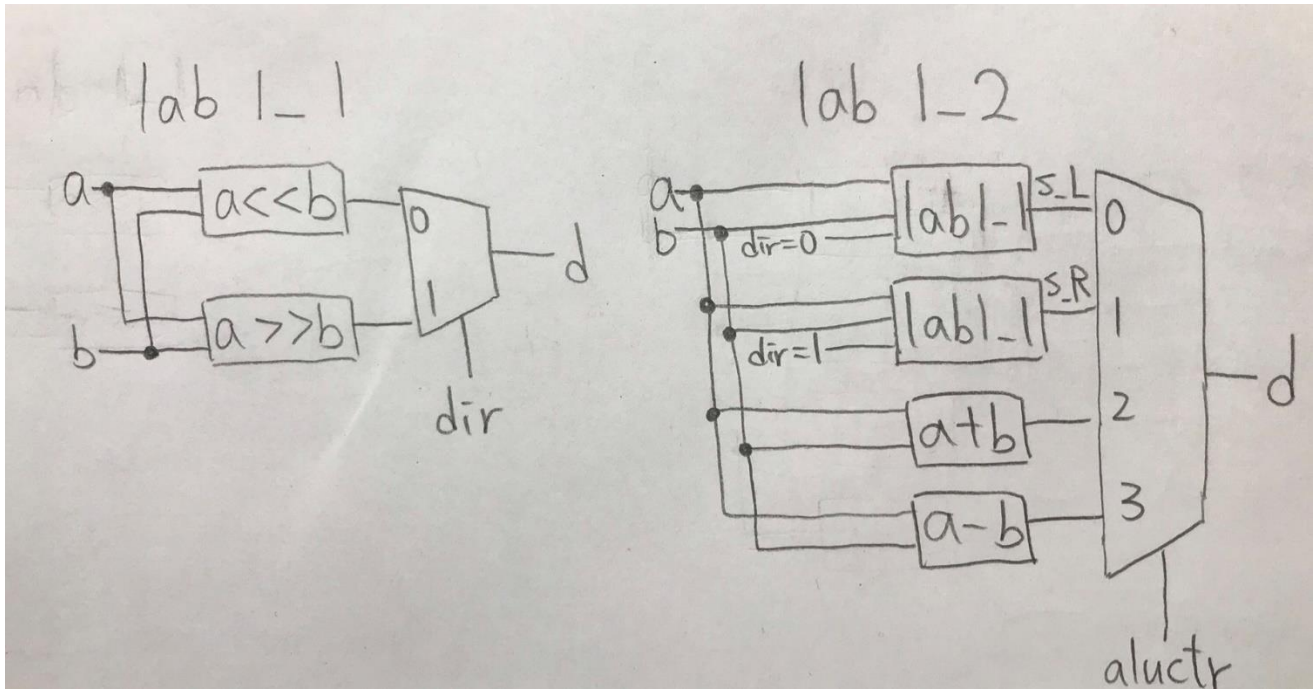 lab 1_1
a
a<<b
0
d
1
a>>b
b
dir
lab 1_2
a
b
dir=0
lab1_1
S_L
0
dir=1
lab1_1
S_R
1
a+b
2
d
a-b
3
aluctr